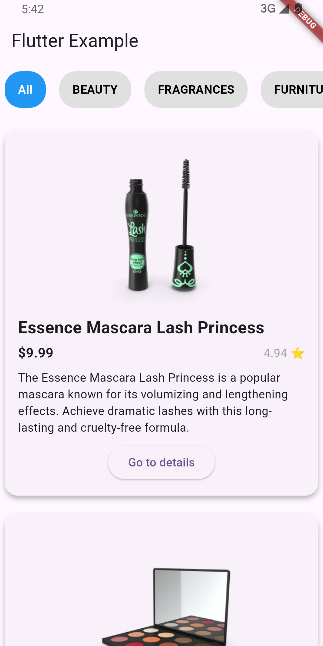 5:42
3G
DEBUG
Flutter Example
All
BEAUTY
FRAGRANCES
FURNITU
Lash
Essence Mascara Lash Princess
$9.99
4.94 ⭐
The Essence Mascara Lash Princess is a popular
mascara known for its volumizing and lengthening
effects. Achieve dramatic lashes with this long-
lasting and cruelty-free formula.
Go to details